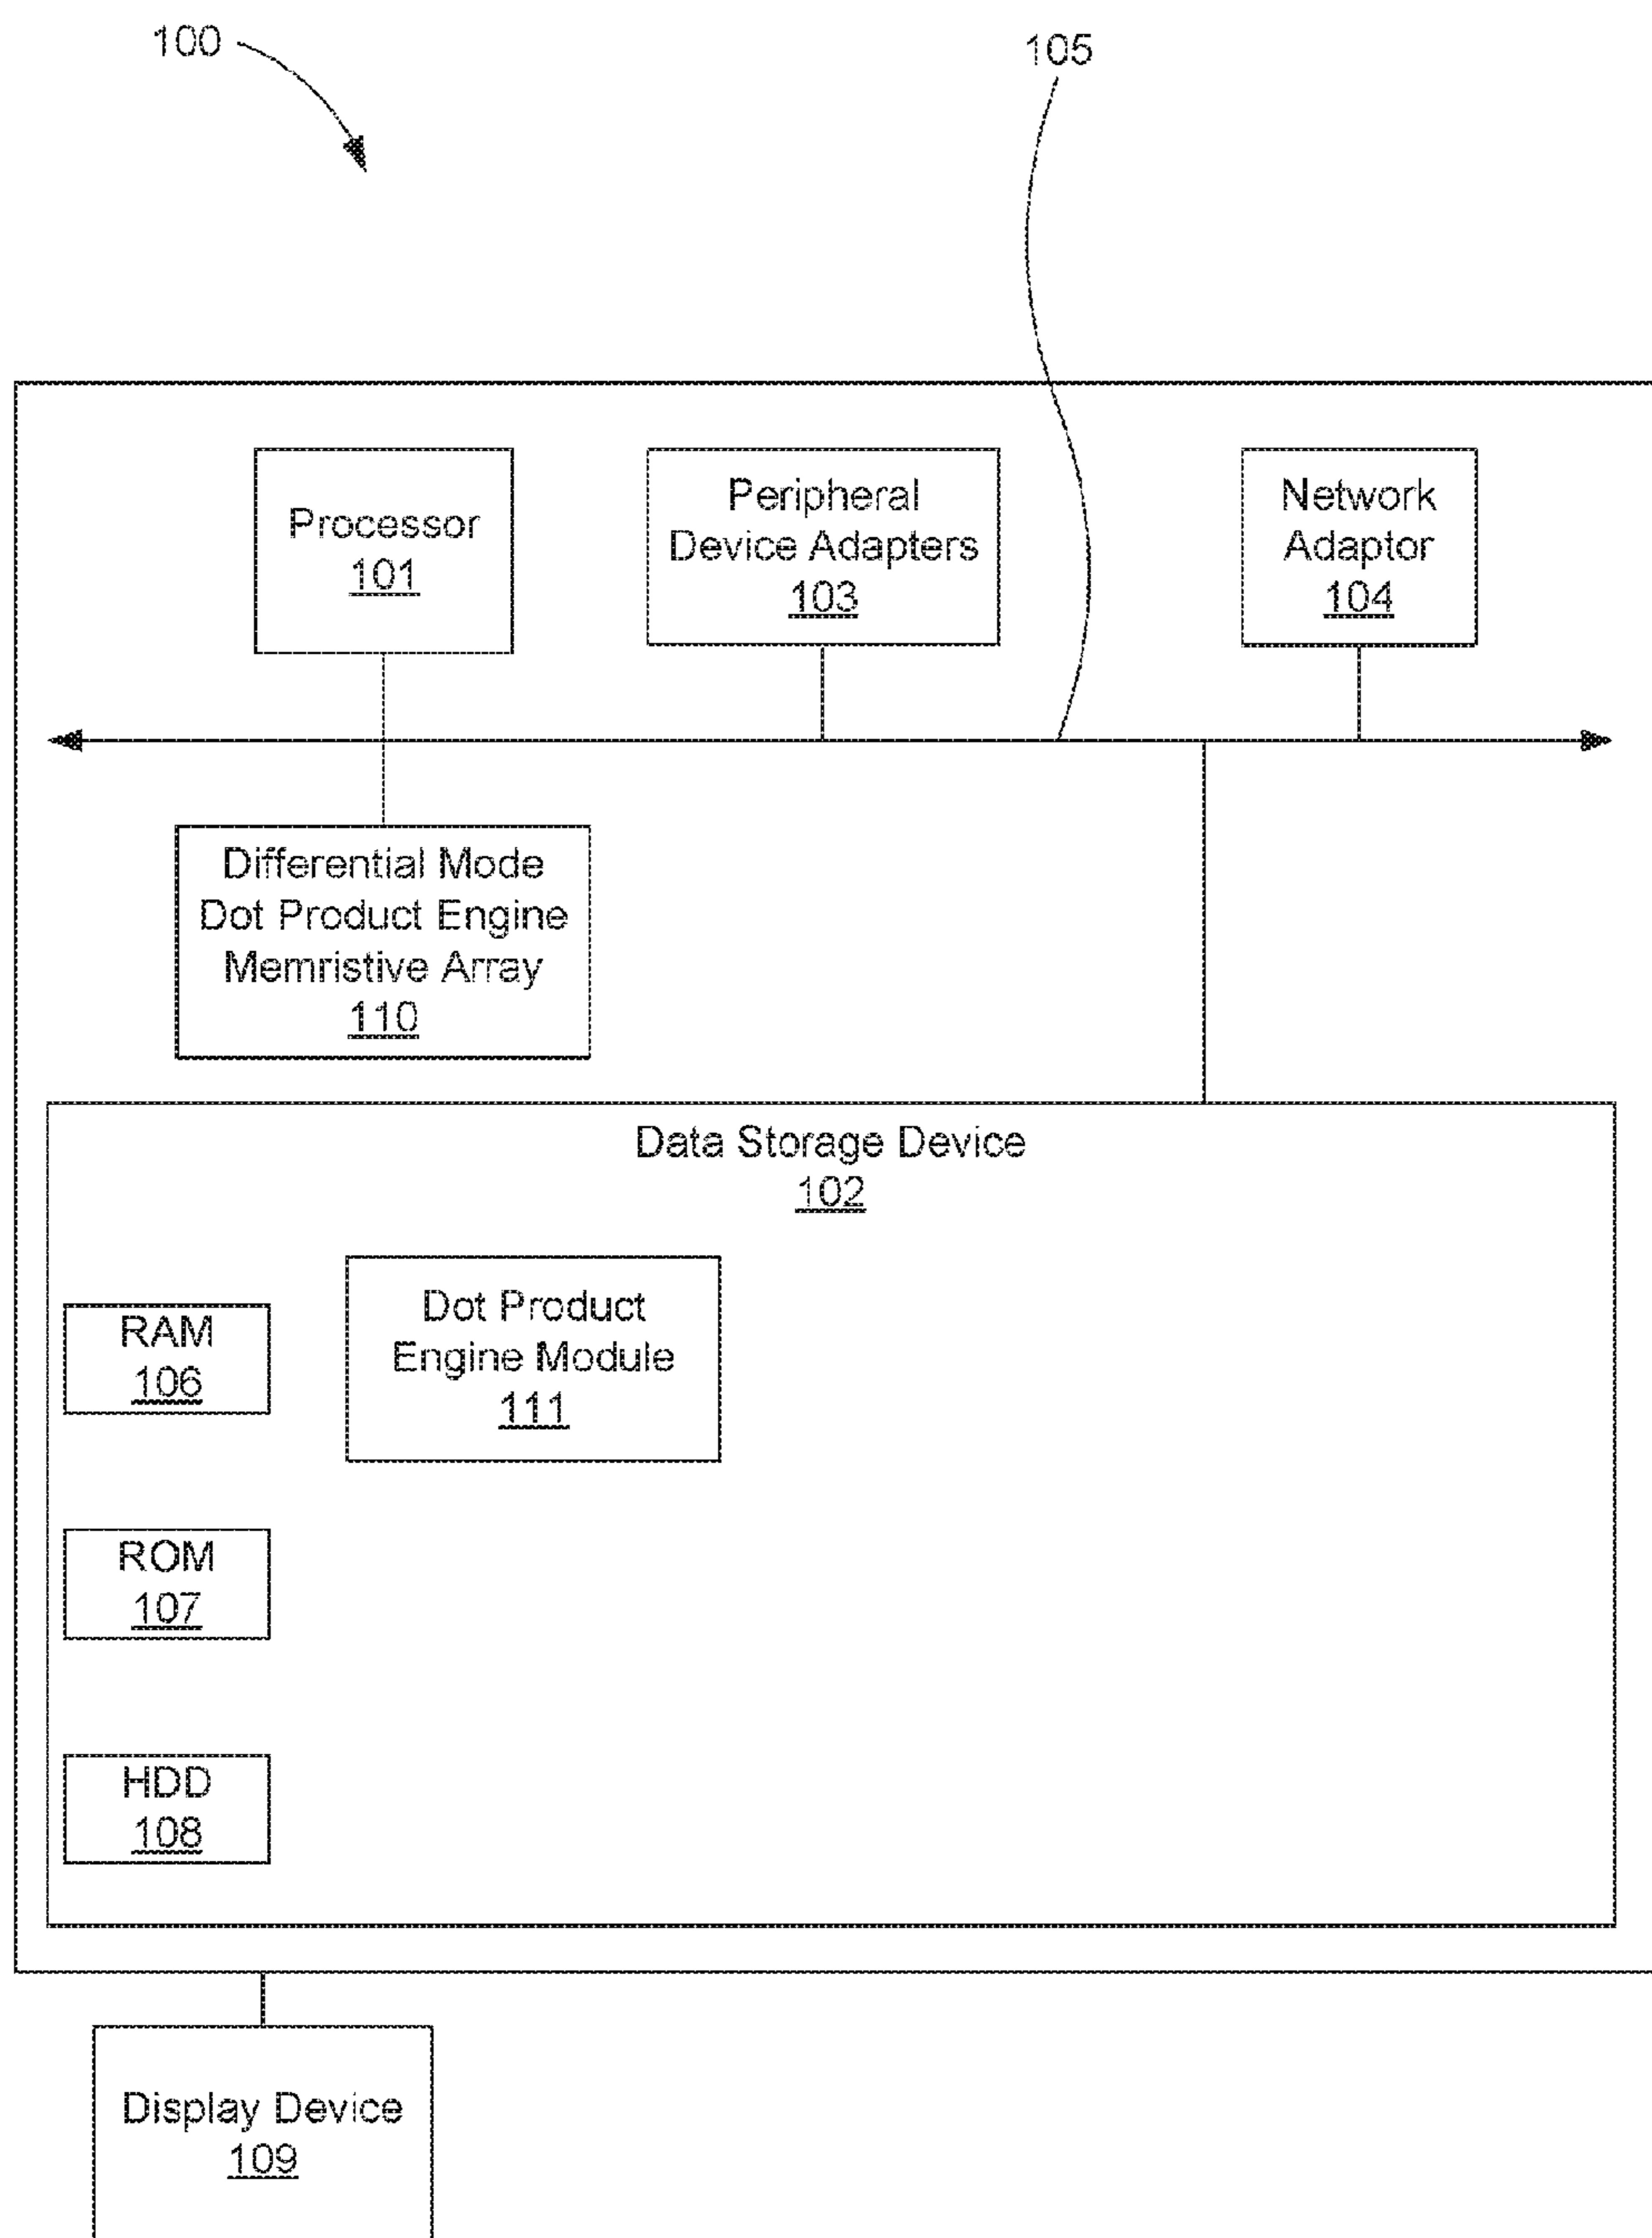 100
105
Processor
101
Peripheral
Device Adapters
103
Network
Adaptor
104
Differential Mode
Dot Product Engine
Memristive Array
110
Data Storage Device
102
Dot Product
Engine Module
111
RAM
106
ROM
107
HDD
108
Display Device
109